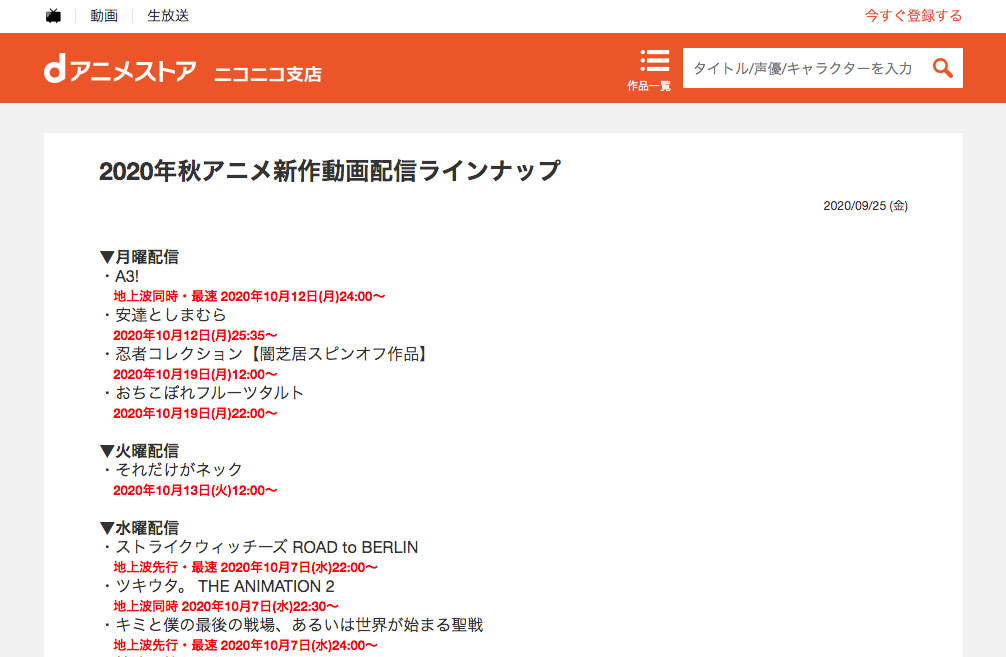 動画
生放送
今すぐ登録する
dアニメストア ニコニコ支店
作品一覧
タイトル/声優/キャラクターを入力
2020年秋アニメ新作動画配信ラインナップ
2020/09/25 (金)
▼月曜配信
・A3!
地上波同時・最速 2020年10月12日(月)24:00〜
・安達としまむら
2020年10月12日(月)25:35〜
・忍者コレクション【闇芝居スピンオフ作品】
2020年10月19日(月)12:00〜
・おちこぼれフルーツタルト
2020年10月19日(月)22:00〜
▼火曜配信
・それだけがネック
2020年10月13日(火)12:00〜
▼水曜配信
・ストライクウィッチーズ ROAD to BERLIN
地上波先行・最速 2020年10月7日(水)22:00〜
・ツキウタ。 THE ANIMATION 2
地上波同時 2020年10月7日(水)22:30〜
・キミと僕の最後の戦場、あるいは世界が始まる聖戦
地上波先行・最速 2020年10月7日(水)24:00〜